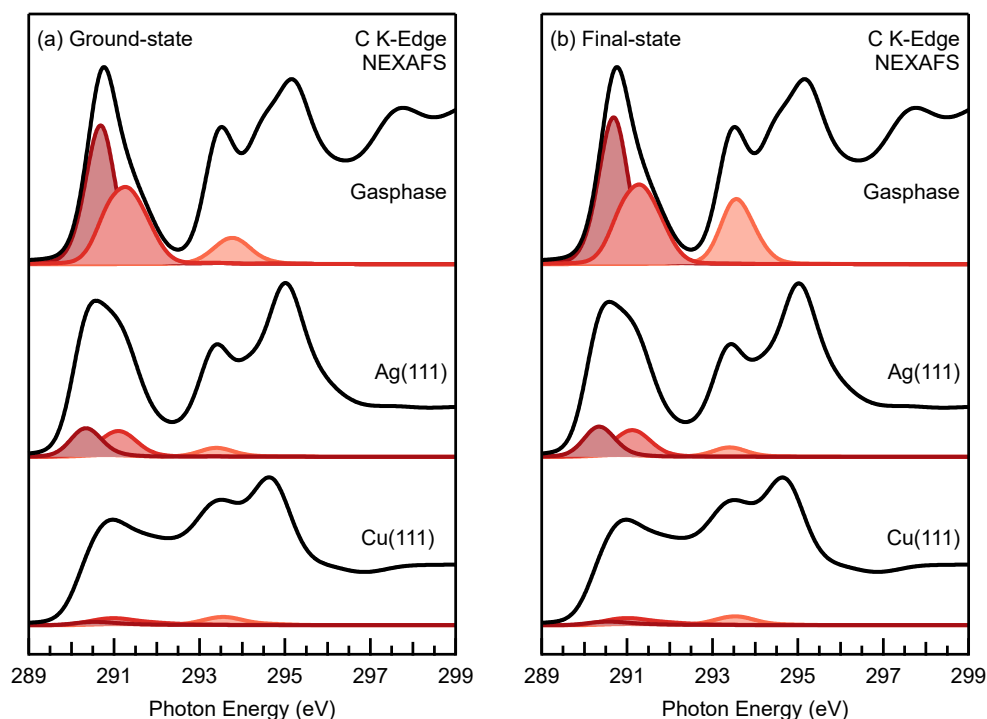 (a) Ground-state
C K-Edge
NEXAFS
Gasphase
Ag(111)
Cu(111)
289 291 293 295 297 299
Photon Energy (eV)
(b) Final-state
C K-Edge
NEXAFS
Gasphase
Ag(111)
Cu(111)
289 291 293 295 297 299
Photon Energy (eV)